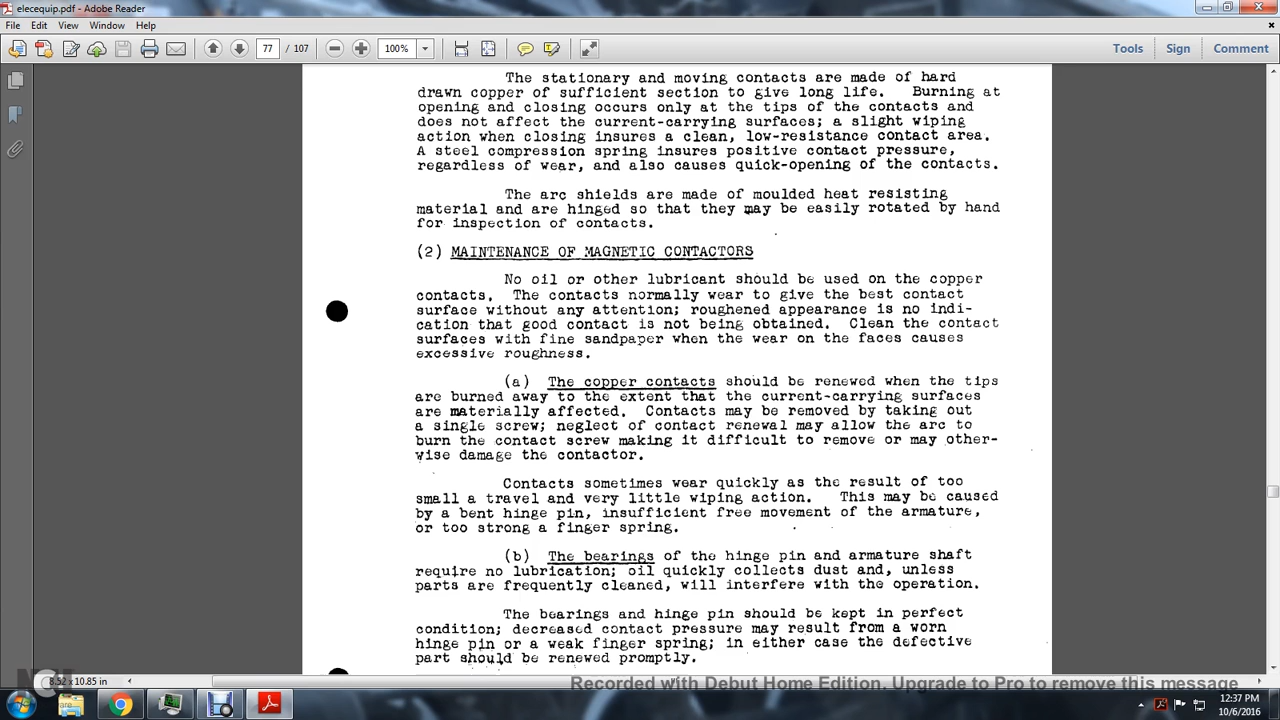 elecequip.pdf - Adobe Reader
File Edit View Window Help
77 / 107 100% Tools Sign Comment
The stationary and moving contacts are made of hard
drawn copper of sufficient section to give long life. Burning at
opening and closing occurs only at the tips of the contacts and
does not affect the current-carrying surfaces; a slight wiping
action when closing insures a clean, low-resistance contact area.
A steel compression spring insures positive contact pressure,
regardless of wear, and also causes quick-opening of the contacts.
The arc shields are made of moulded heat resisting
material and are hinged so that they may be easily rotated by hand
for inspection of contacts.
(2) MAINTENANCE OF MAGNETIC CONTACTORS
No oil or other lubricant should be used on the copper
contacts. The contacts normally wear to give the best contact
surface without any attention; roughened appearance is no indi-
cation that good contact is not being obtained. Clean the contact
surfaces with fine sandpaper when the wear on the faces causes
excessive roughness.
(a) The copper contacts should be renewed when the tips
are burned away to the extent that the current-carrying surfaces
are materially affected. Contacts may be removed by taking out
a single screw; neglect of contact renewal may allow the arc to
burn the contact screw making it difficult to remove or may other-
wise damage the contactor.
Contacts sometimes wear quickly as the result of too
small a travel and very little wiping action. This may be caused
by a bent hinge pin, insufficient free movement of the armature,
or too strong a finger spring.
(b) The bearings of the hinge pin and armature shaft
require no lubrication; oil quickly collects dust and, unless
parts are frequently cleaned, will interfere with the operation.
The bearings and hinge pin should be kept in perfect
condition; decreased contact pressure may result from a worn
hinge pin or a weak finger spring; in either case the defective
part should be renewed promptly.
8.52 x 10.85 in
Recorded with Debut Home Edition. Upgrade to Pro to remove this message
12:37 PM
10/6/2016